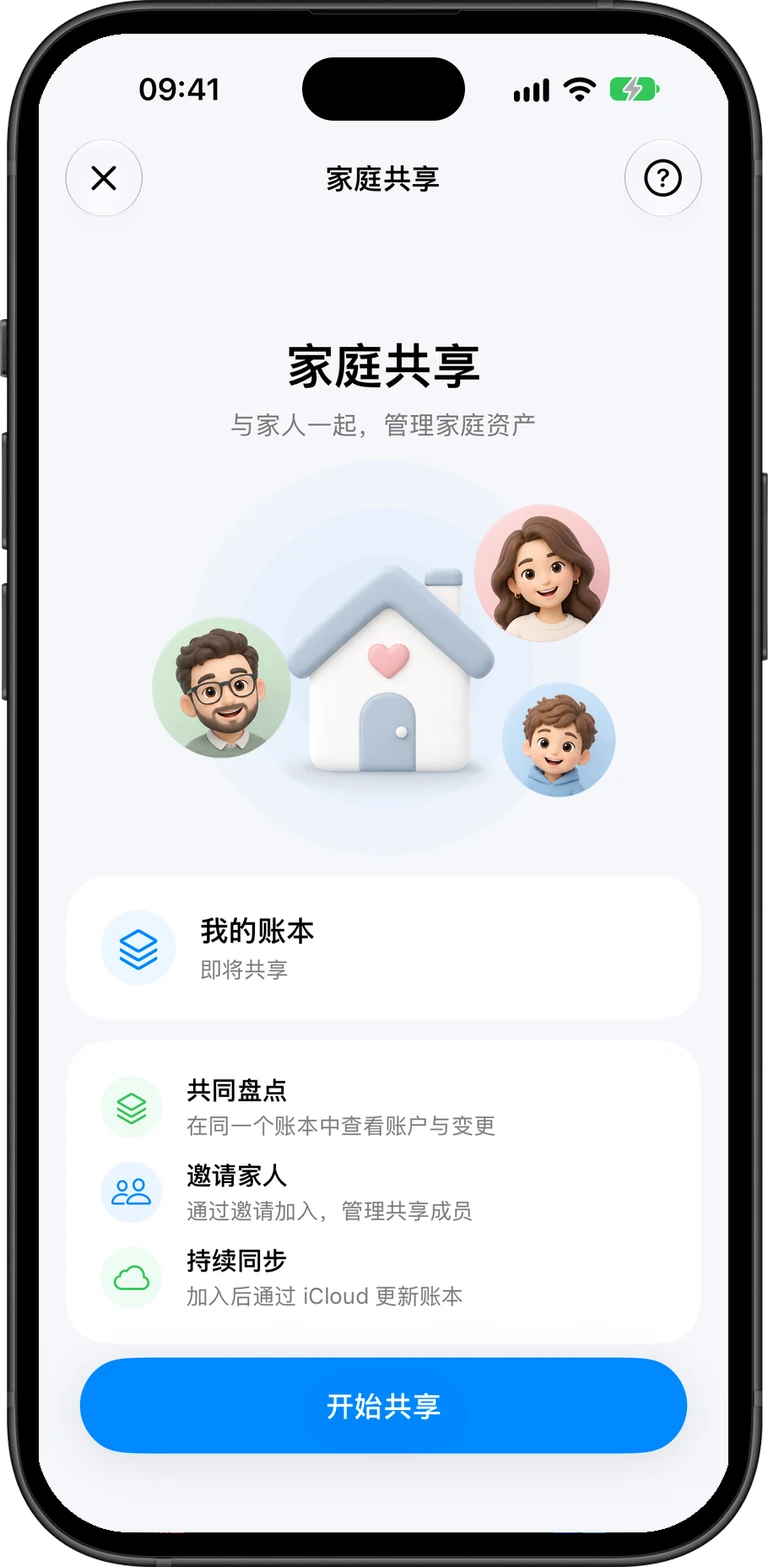 09:41
家庭共享
家庭共享
与家人一起，管理家庭资产
我的账本
即将共享
共同盘点
在同一个账本中查看账户与变更
邀请家人
通过邀请加入，管理共享成员
持续同步
加入后通过 iCloud 更新账本
开始共享